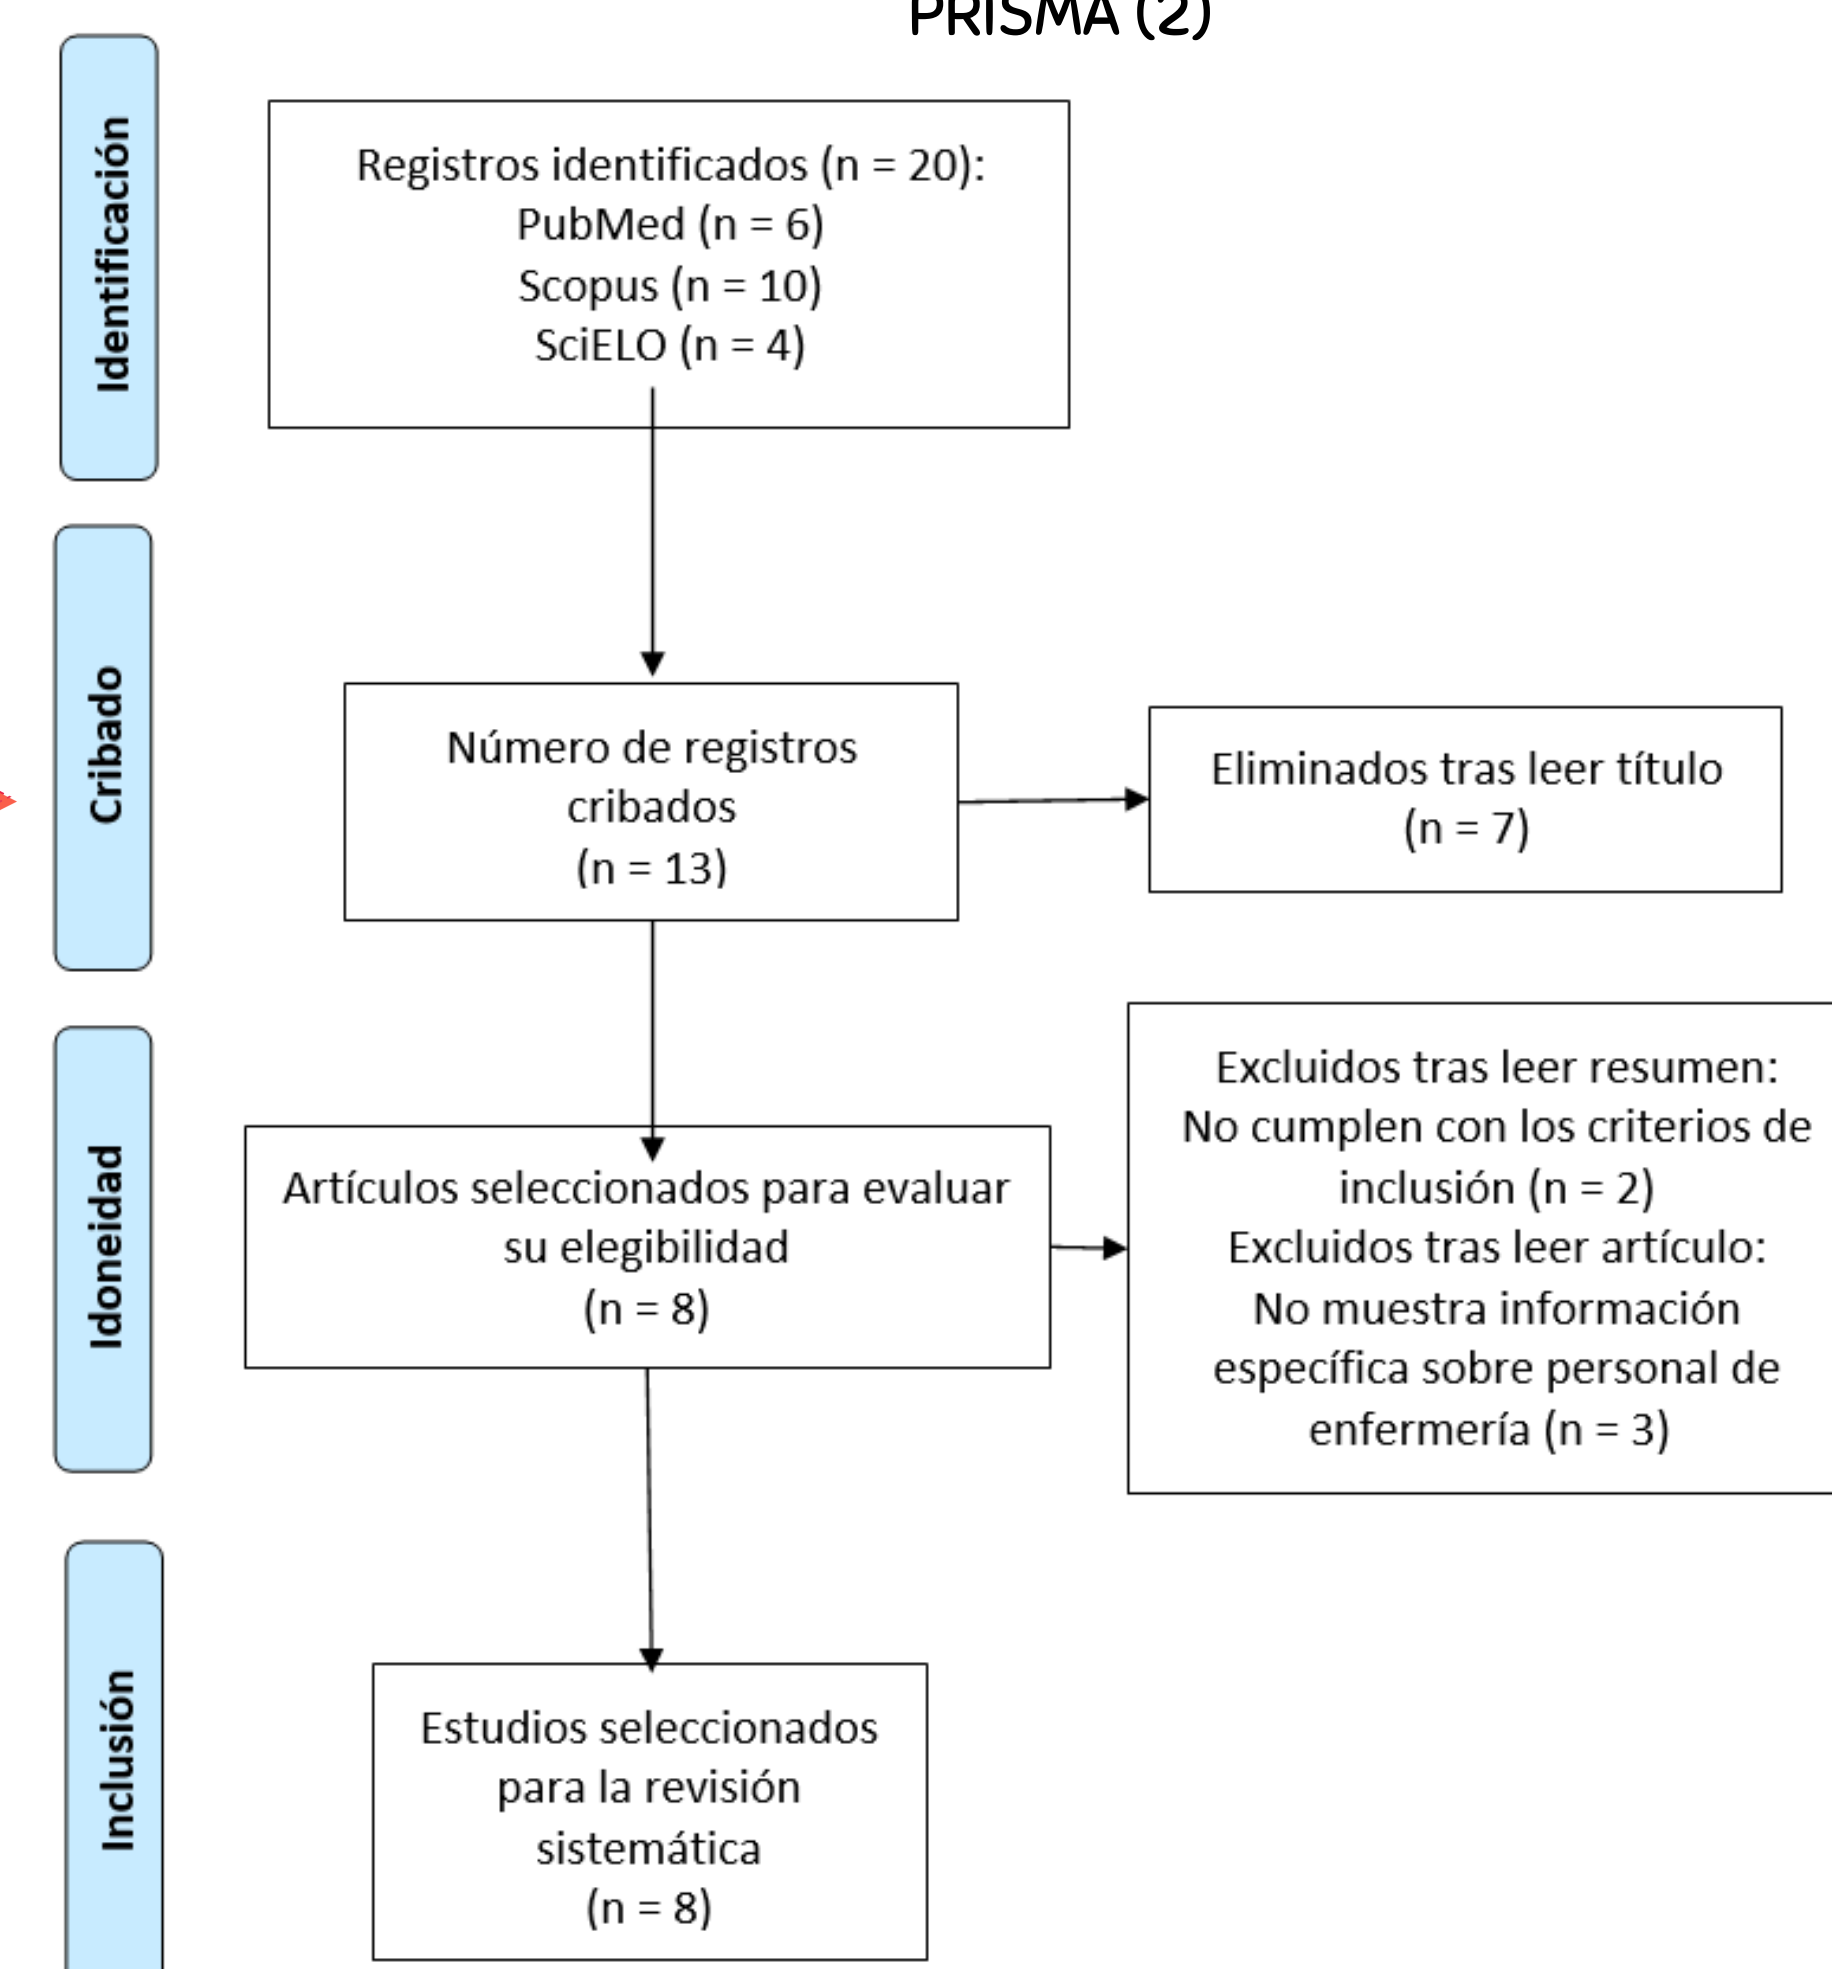 PRISMA (2)
Identificación
Registros identificados (n = 20):
PubMed (n = 6)
Scopus (n = 10)
SciELO (n = 4)
Cribado
Número de registros
cribados
(n = 13)
Eliminados tras leer título
(n = 7)
Idoneidad
Artículos seleccionados para evaluar
su elegibilidad
(n = 8)
Excluidos tras leer resumen:
No cumplen con los criterios de
inclusión (n = 2)
Excluidos tras leer artículo:
No muestra información
específica sobre personal de
enfermería (n = 3)
Inclusión
Estudios seleccionados
para la revisión
sistemática
(n = 8)